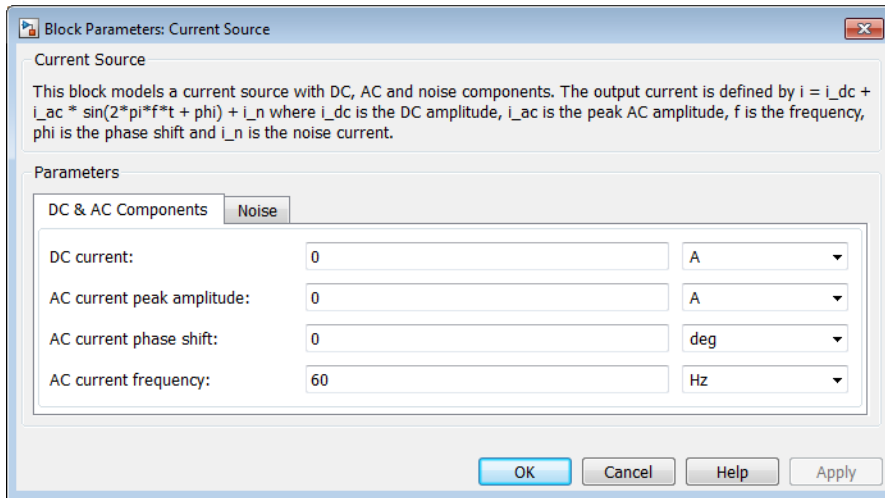 Block Parameters: Current Source
Current Source
This block models a current source with DC, AC and noise components. The output current is defined by i = i_dc +
i_ac * sin(2*pi*f*t + phi) + i_n where i_dc is the DC amplitude, i_ac is the peak AC amplitude, f is the frequency,
phi is the phase shift and i_n is the noise current.
Parameters
DC & AC Components Noise
DC current: 0 A
AC current peak amplitude: 0 A
AC current phase shift: 0 deg
AC current frequency: 60 Hz
OK Cancel Help Apply